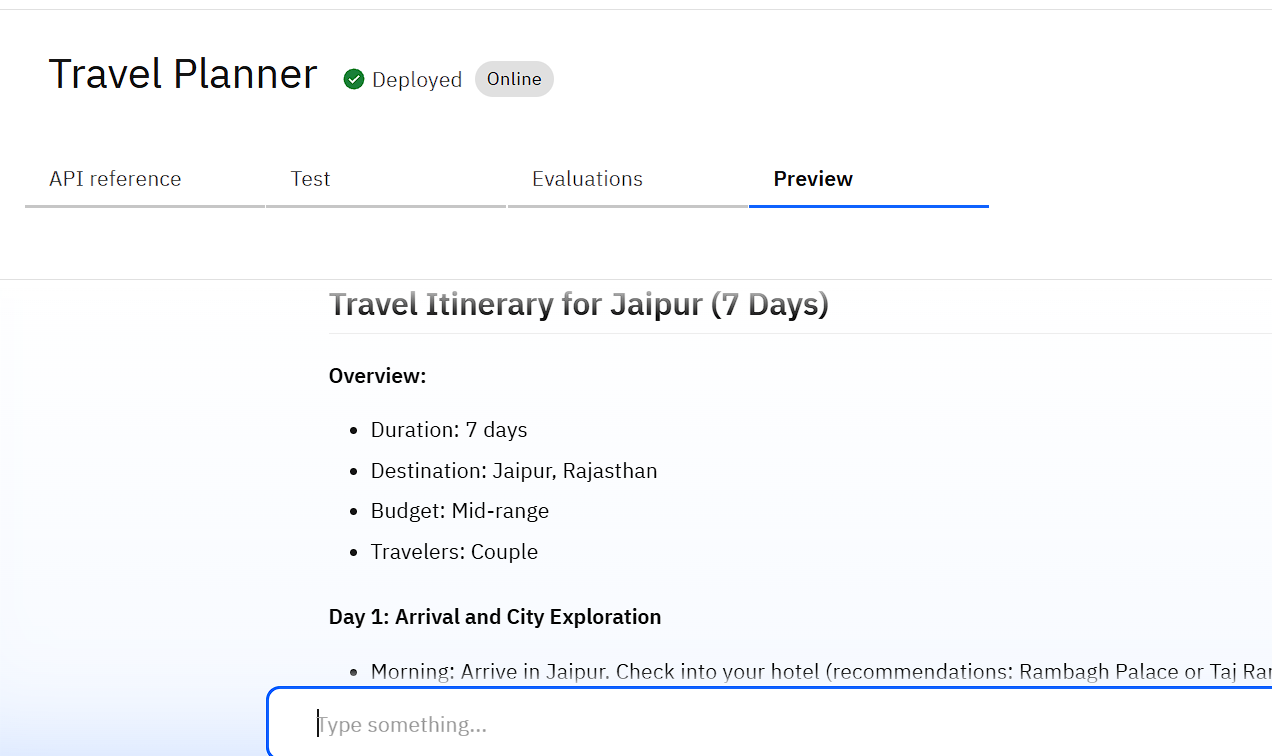 Travel Planner Deployed Online
API reference Test Evaluations Preview
Travel Itinerary for Jaipur (7 Days)
Overview:
• Duration: 7 days
• Destination: Jaipur, Rajasthan
• Budget: Mid-range
• Travelers: Couple
Day 1: Arrival and City Exploration
• Morning: Arrive in Jaipur. Check into your hotel (recommendations: Rambagh Palace or Taj
Type something...